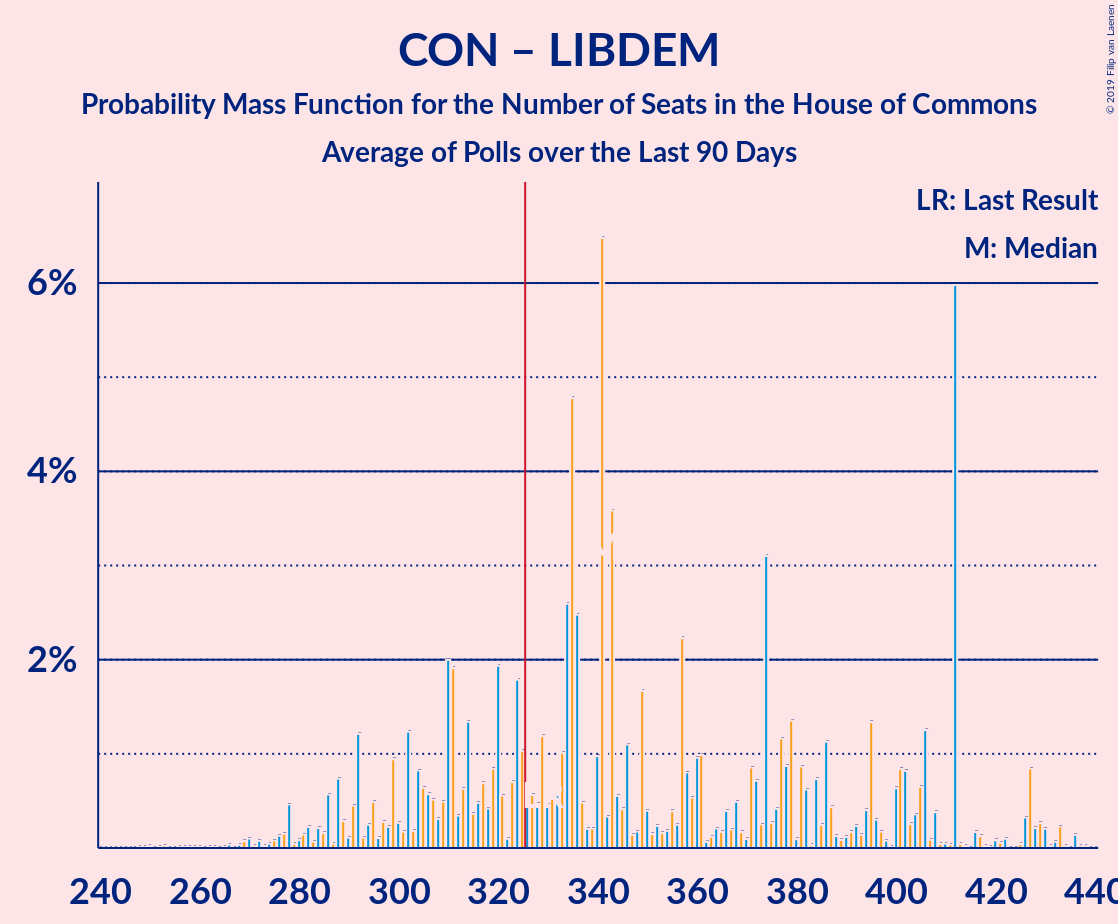 CON – LIBDEM
Probability Mass Function for the Number of Seats in the House of Commons
Average of Polls over the Last 90 Days
© 2019 Filip van Laenen
LR: Last Result
M: Median
6%
4%
2%
240 260 280 300 320 340 360 380 400 420 440